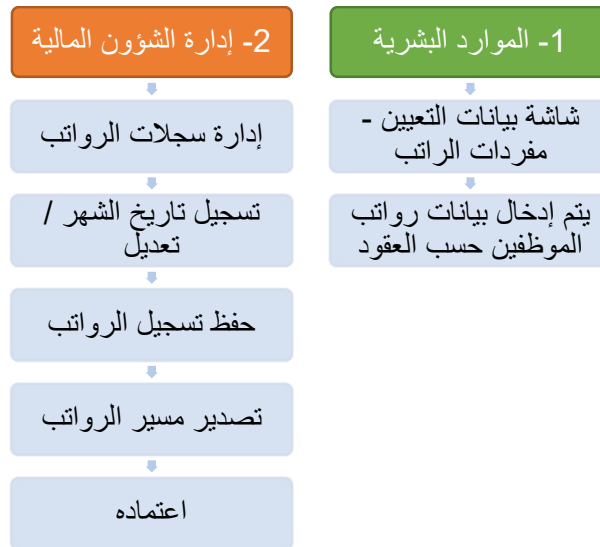 1- الموارد البشرية
شاشة بيانات التعيين -
مفردات الراتب
يتم إدخال بيانات رواتب
الموظفين حسب العقود
2- إدارة الشؤون المالية
إدارة سجلات الرواتب
تسجيل تاريخ الشهر /
تعديل
حفظ تسجيل الرواتب
تصدير مسير الرواتب
اعتماده